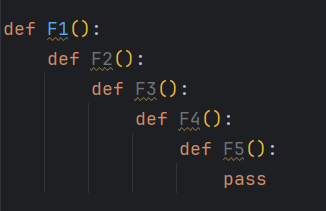 def F1():
    def F2():
        def F3():
            def F4():
                def F5():
                    pass